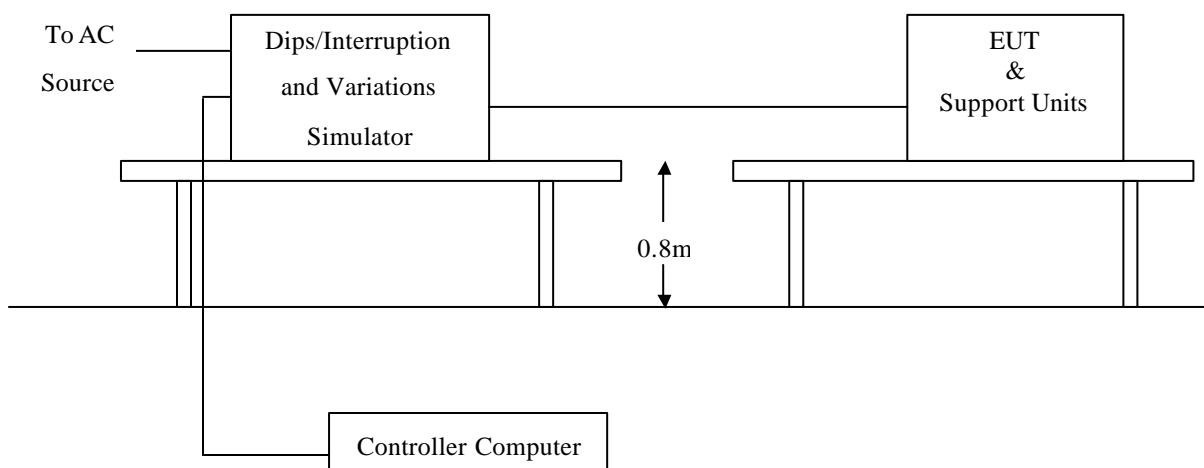 To AC
Source
Dips/Interruption
and Variations
Simulator
EUT
&
Support Units
0.8m
Controller Computer